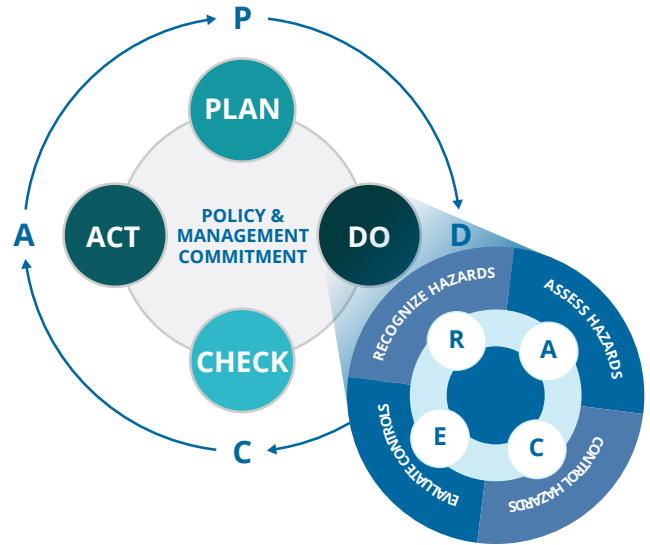 P
PLAN
A
ACT
POLICY &
MANAGEMENT
COMMITMENT
DO
D
CHECK
C
RECOGNIZE HAZARDS
ASSESS HAZARDS
R
A
E
C
EVALUATE CONTROLS
CONTROL HAZARDS